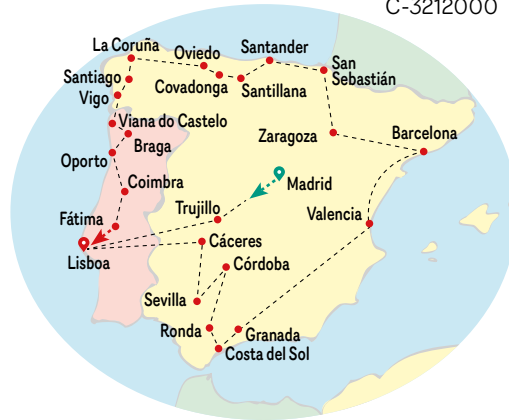 C-3212000
La Coruña
Oviedo
Santander
San
Sebastián
Santiago
Covadonga
Santillana
Vigo
Viana do Castelo
Braga
Zaragoza
Barcelona
Oporto
Coimbra
Madrid
Trujillo
Valencia
Fátima
Lisboa
Cáceres
Córdoba
Sevilla
Ronda
Granada
Costa del Sol